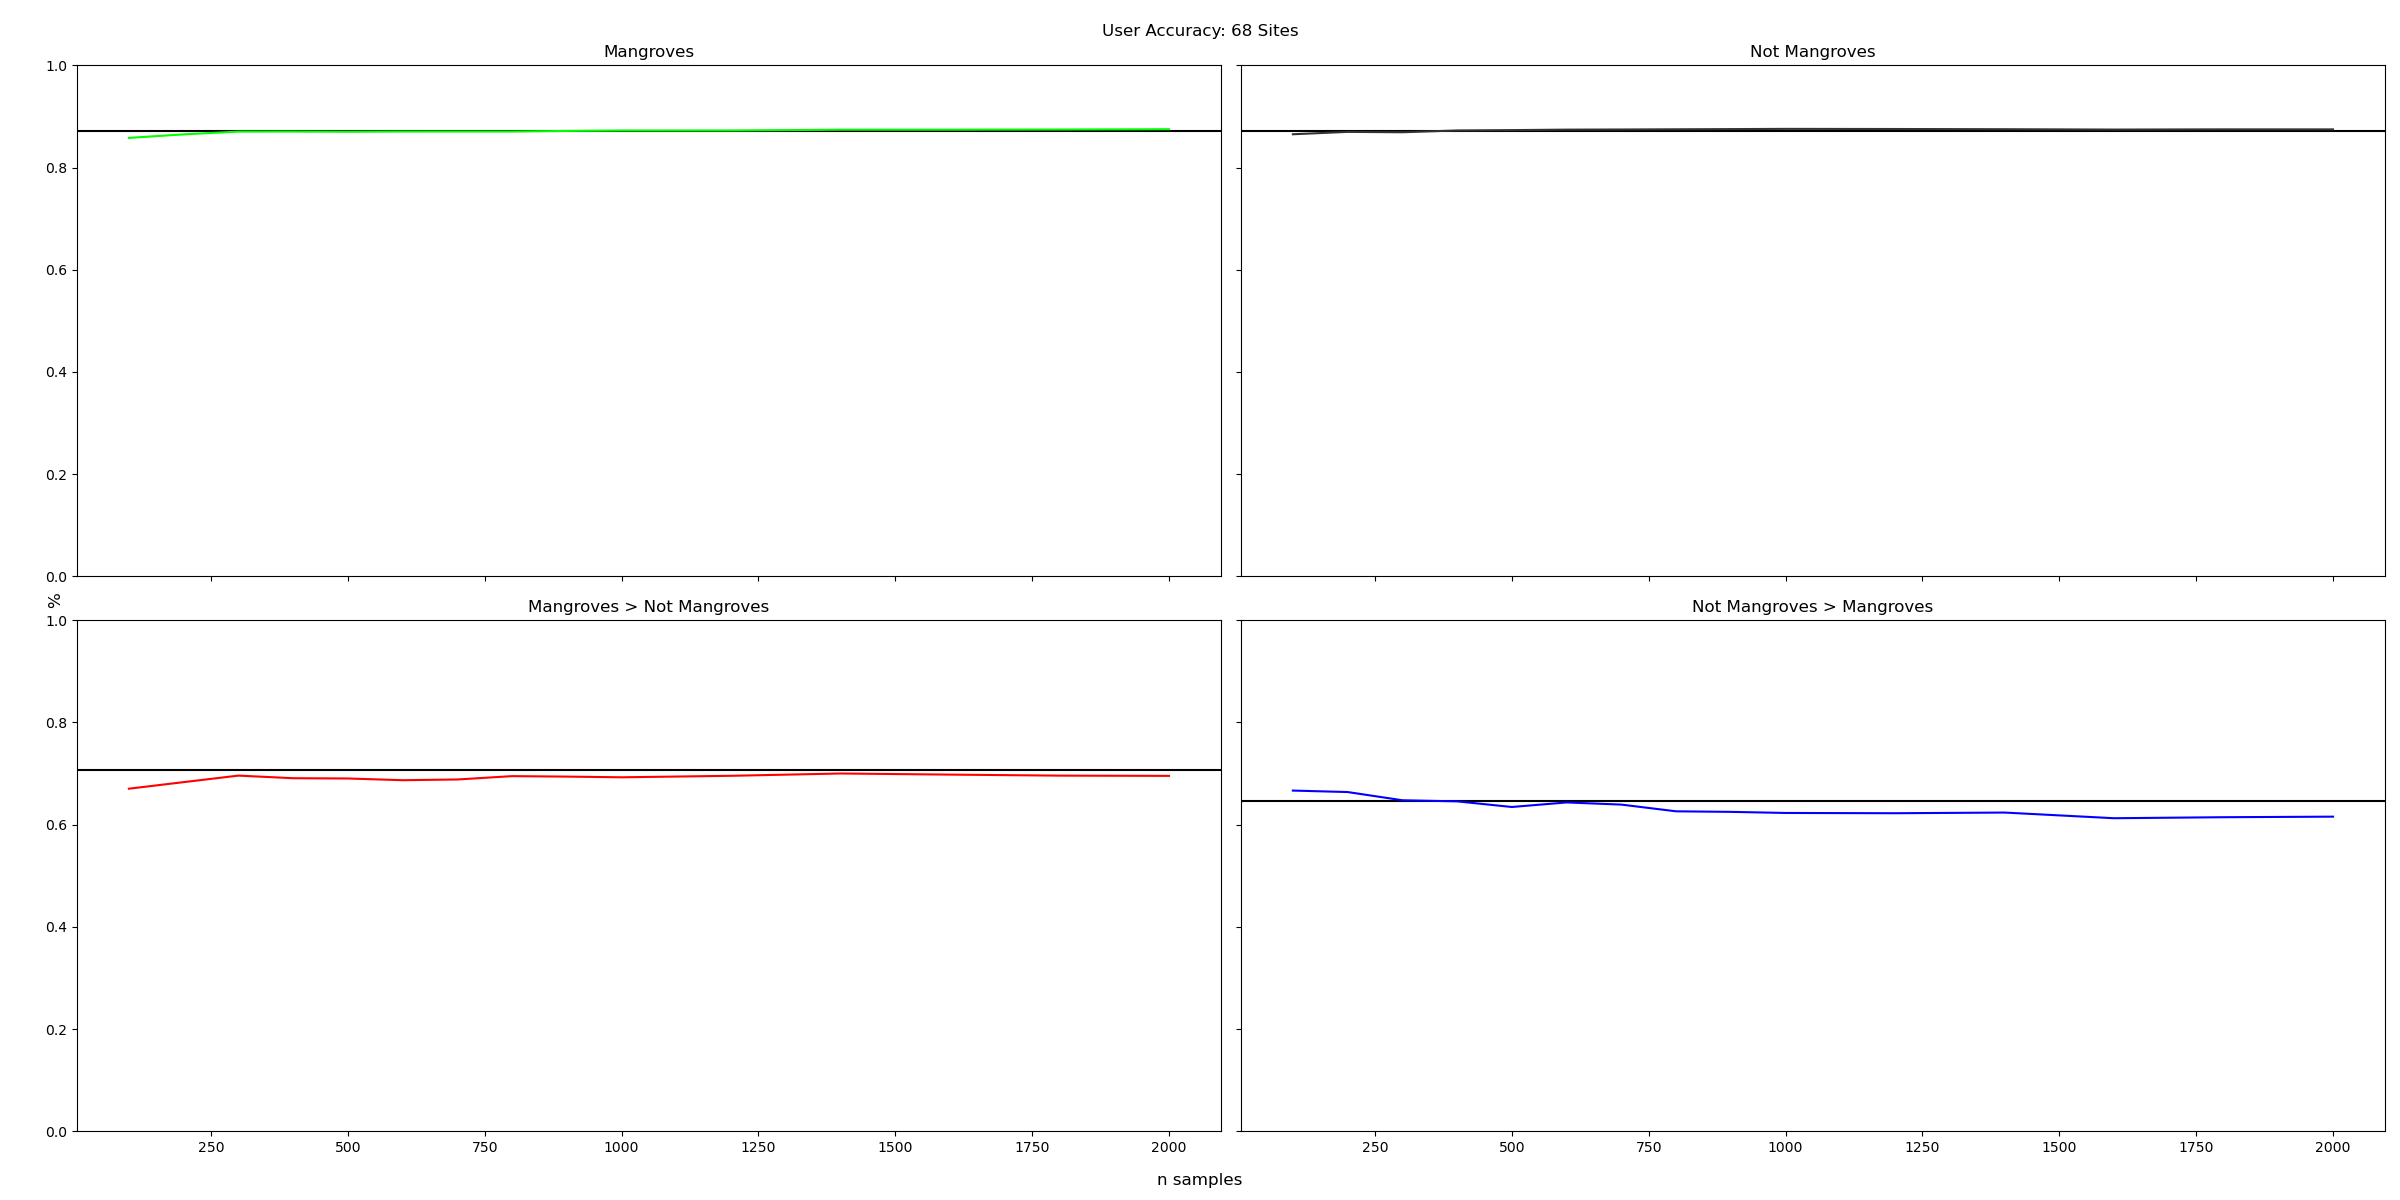 User Accuracy: 68 Sites
Mangroves
Not Mangroves
1.0
0.8
0.6
0.4
0.2
0.0
%
Mangroves > Not Mangroves
Not Mangroves > Mangroves
1.0
0.8
0.6
0.4
0.2
0.0
250 500 750 1000 1250 1500 1750 2000
250 500 750 1000 1250 1500 1750 2000
n samples